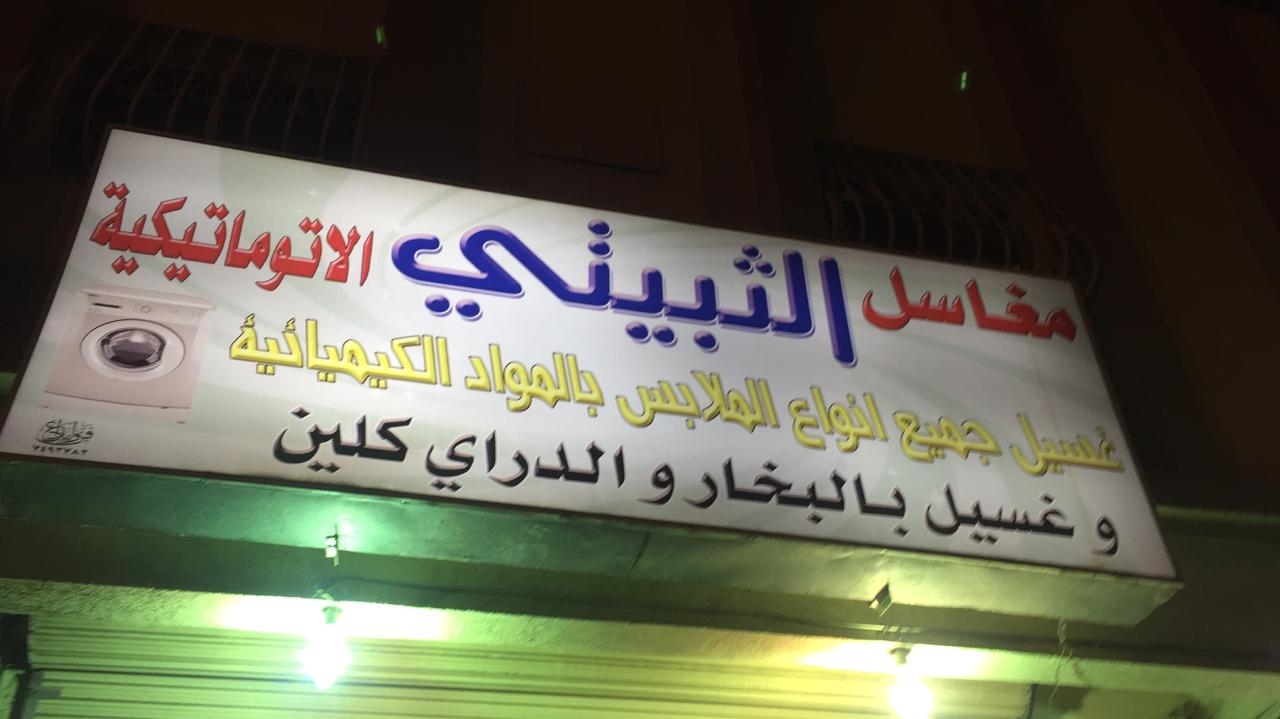 مغاسل الثبيتي الاتوماتيكية
غسيل جميع انواع الملابس بالمواد الكيميائية
و غسيل بالبخار و الدراي كلين